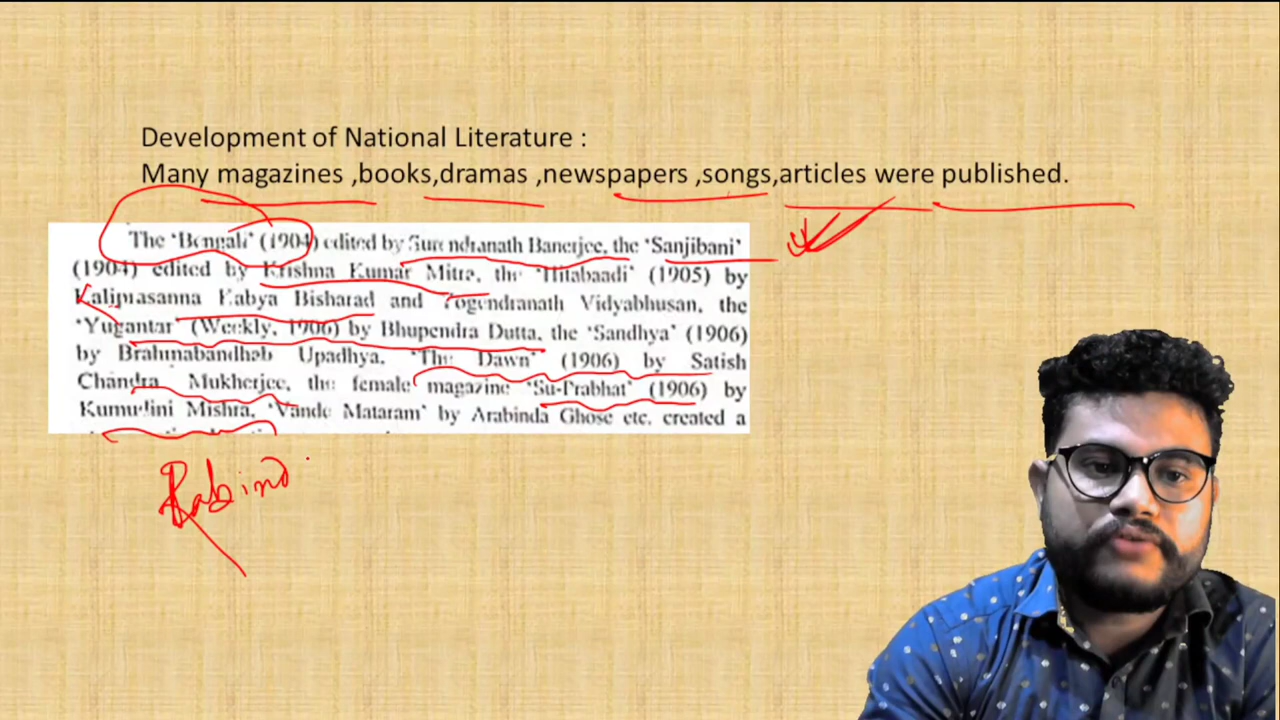 Development of National Literature :
Many magazines ,books,dramas ,newspapers ,songs,articles were published.
The 'Bengali' (1904) edited by Surendranath Banerjee, the 'Sanjibani'
(1904) edited by Krishna Kumar Mitra, the 'Hitabaadi' (1905) by
Kaliprasanna Kabya Bisharad and Yogendranath Vidyabhusan, the
'Yugantar' (Weekly, 1906) by Bhupendra Dutta, the 'Sandhya' (1906)
by Brahmabandhab Upadhya, 'The Dawn' (1906) by Satish
Chandra Mukherjee, the female magazine 'Su-Prabhat' (1906) by
Kumudini Mishra, 'Vande Mataram' by Arabinda Ghose etc. created a
Rabind